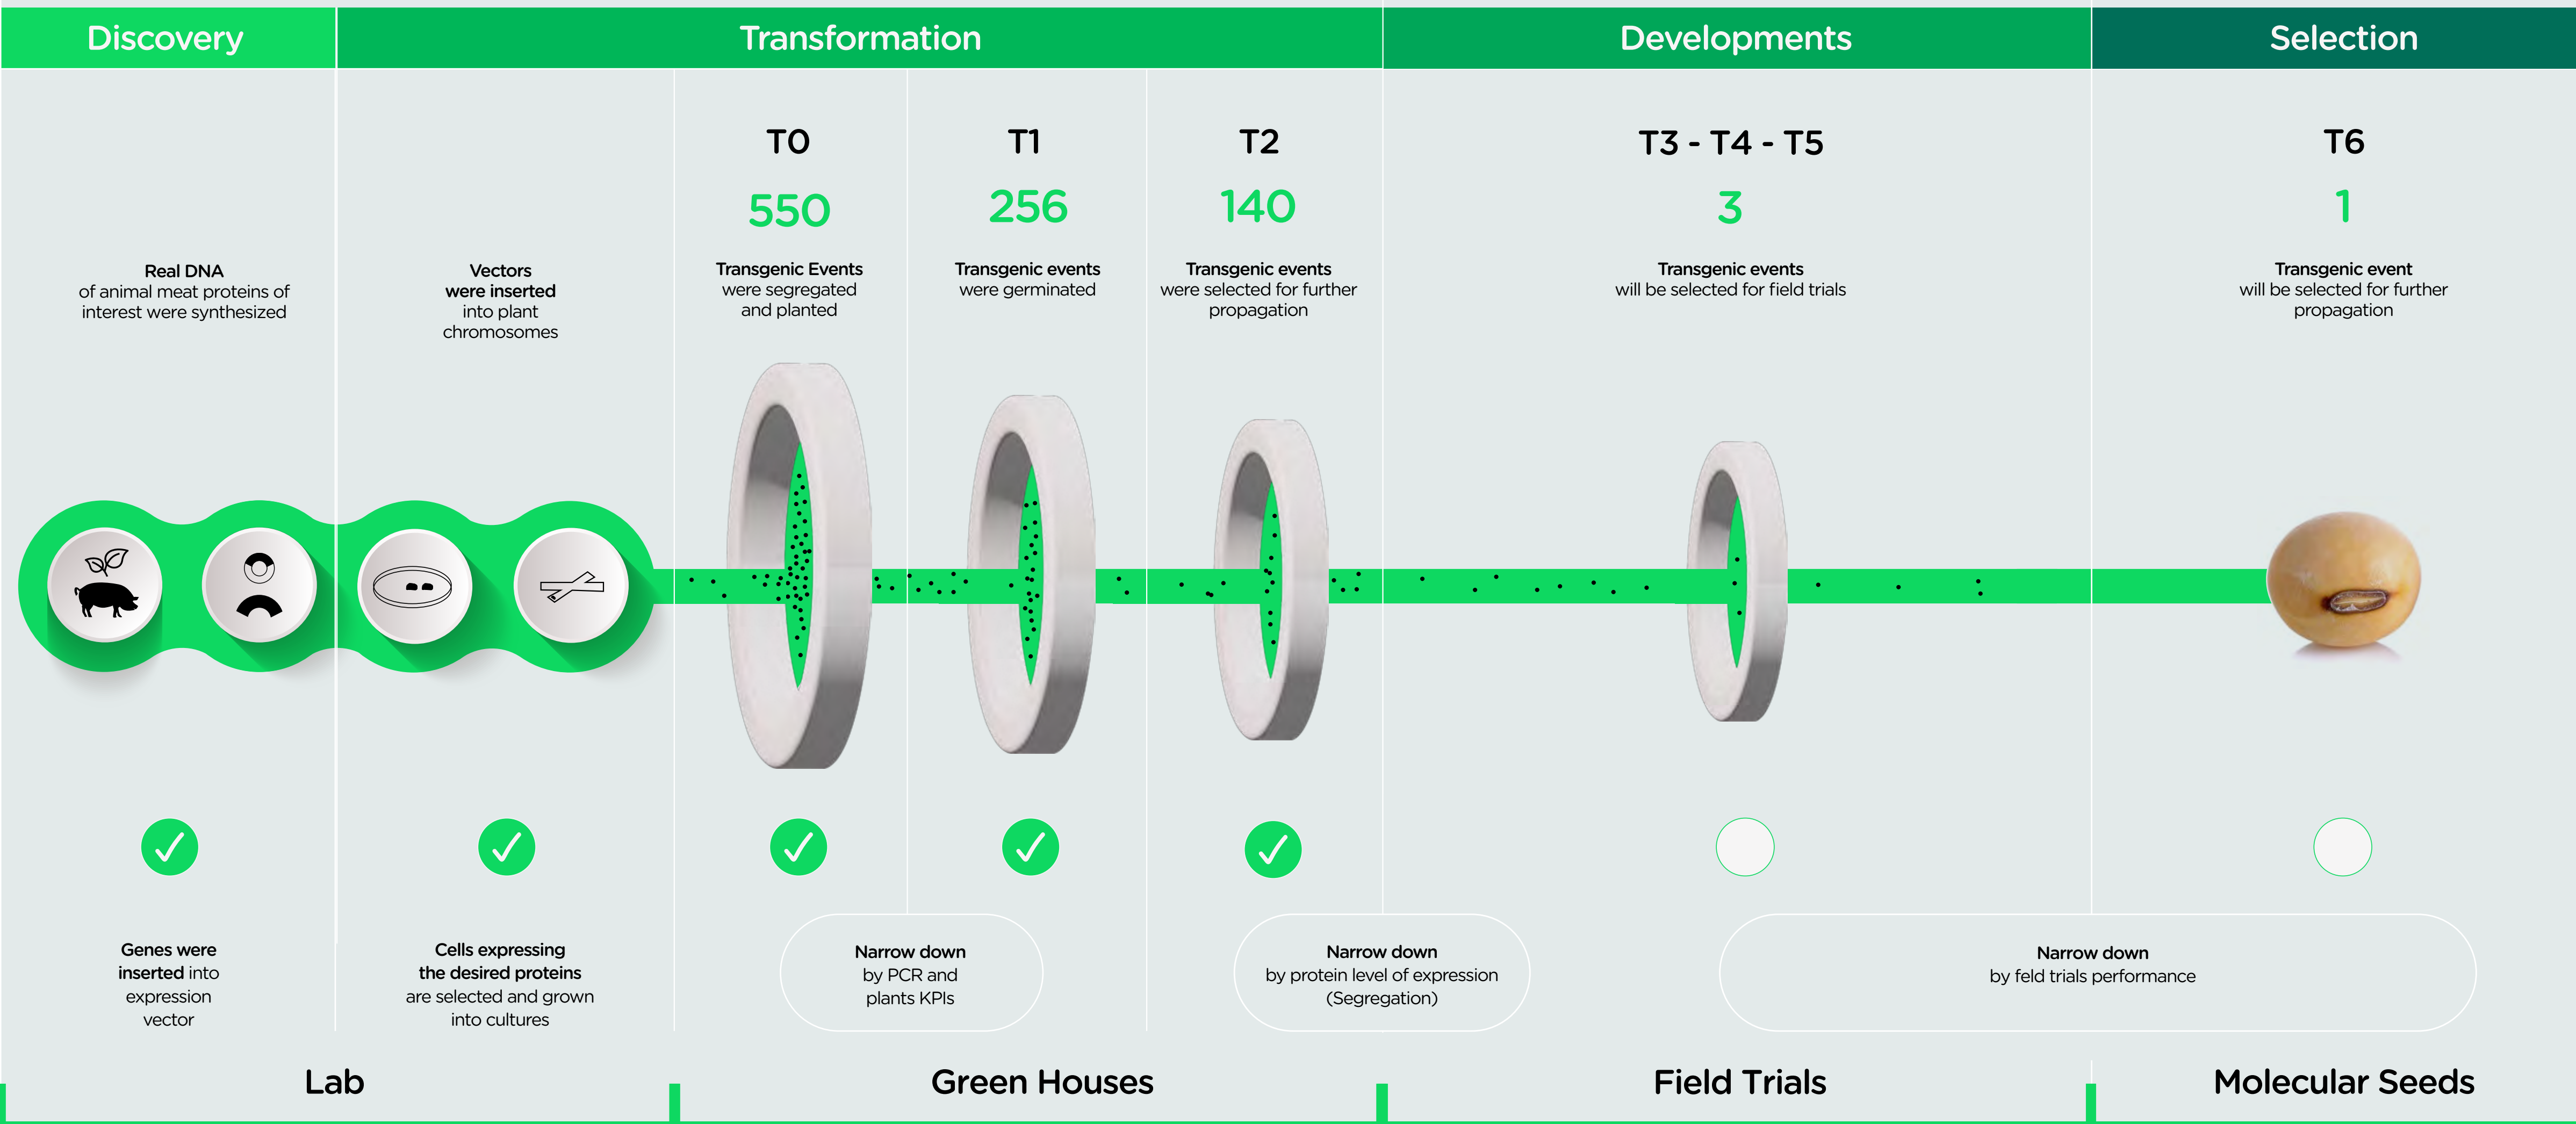 Discovery
Transformation
Developments
Selection
T0
550
Transgenic Events
were segregated
and planted
T1
256
Transgenic events
were germinated
T2
140
Transgenic events
were selected for further
propagation
T3 - T4 - T5
3
Transgenic events
will be selected for field trials
T6
1
Transgenic event
will be selected for further
propagation
Real DNA
of animal meat proteins of
interest were synthesized
Vectors
were inserted
into plant
chromosomes
Genes were
inserted into
expression
vector
Cells expressing
the desired proteins
are selected and grown
into cultures
Narrow down
by PCR and
plants KPIs
Narrow down
by protein level of expression
(Segregation)
Narrow down
by feld trials performance
Lab
Green Houses
Field Trials
Molecular Seeds